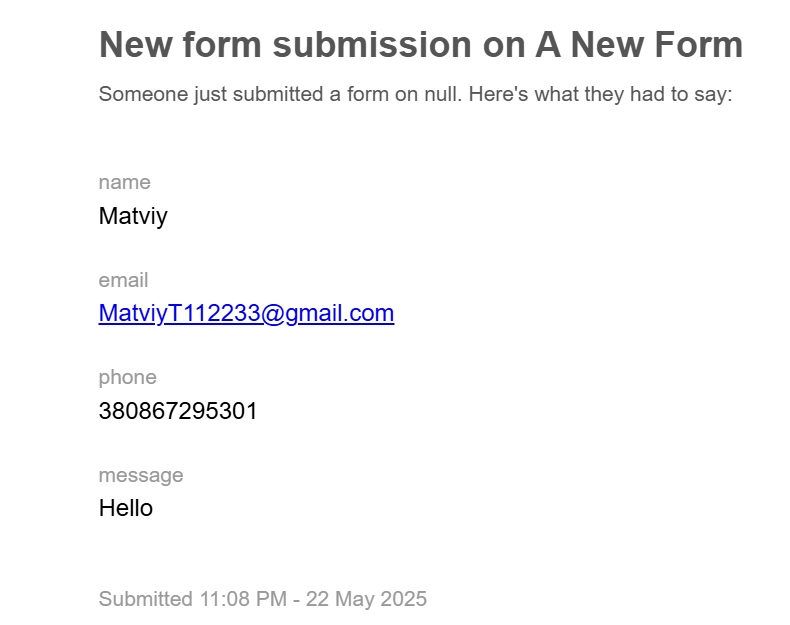 New form submission on A New Form
Someone just submitted a form on null. Here's what they had to say:
name
Matviy
email
MatviyT112233@gmail.com
phone
380867295301
message
Hello
Submitted 11:08 PM - 22 May 2025